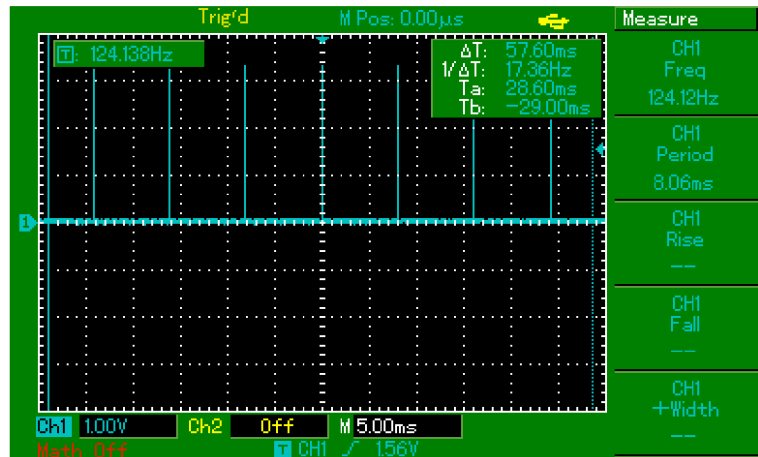 Trig'd M Pos: 0.00µs Measure
T: 124.138Hz
ΔT: 57.60ms
1/ΔT: 17.36Hz
Ta: 28.60ms
Tb: -29.00ms
CH1
Freq
124.12Hz
CH1
Period
8.06ms
CH1
Rise
--
CH1
Fall
--
CH1
+Width
--
1
Ch1 1.00V Ch2 Off M 5.00ms
Math Off T CH1 / 1.56V